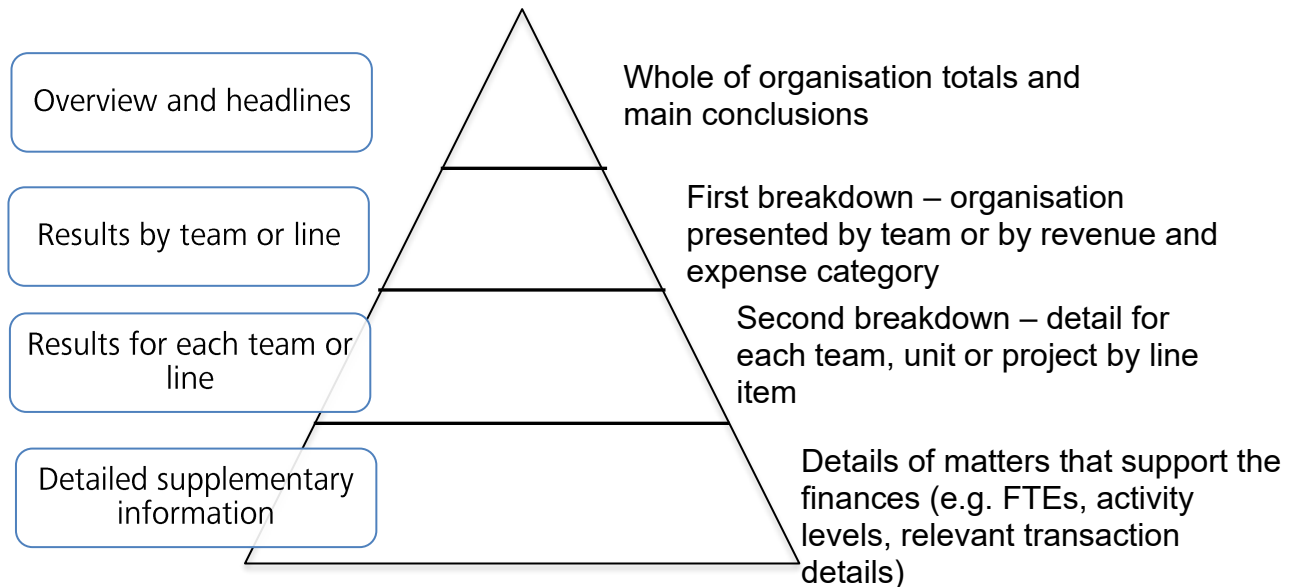 Overview and headlines
Whole of organisation totals and
main conclusions
Results by team or line
First breakdown – organisation
presented by team or by revenue and
expense category
Results for each team or
line
Second breakdown – detail for
each team, unit or project by line
item
Detailed supplementary
information
Details of matters that support the
finances (e.g. FTEs, activity
levels, relevant transaction
details)